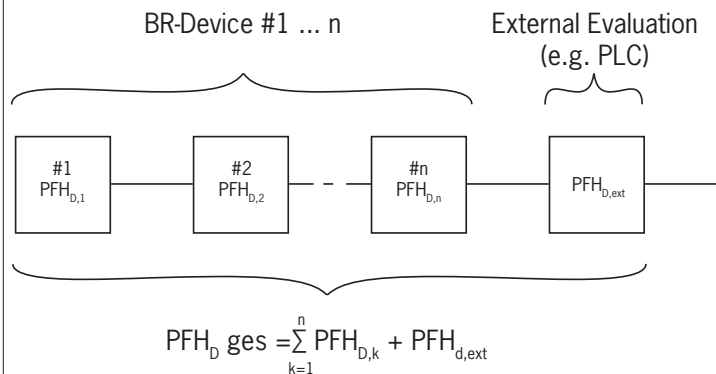 BR-Device #1 ... n
External Evaluation
(e.g. PLC)
#1
PFH_D,1
#2
PFH_D,2
#n
PFH_D,n
PFH_D,ext
n
PFH_D ges =∑ PFH_D,k + PFH_d,ext
k=1